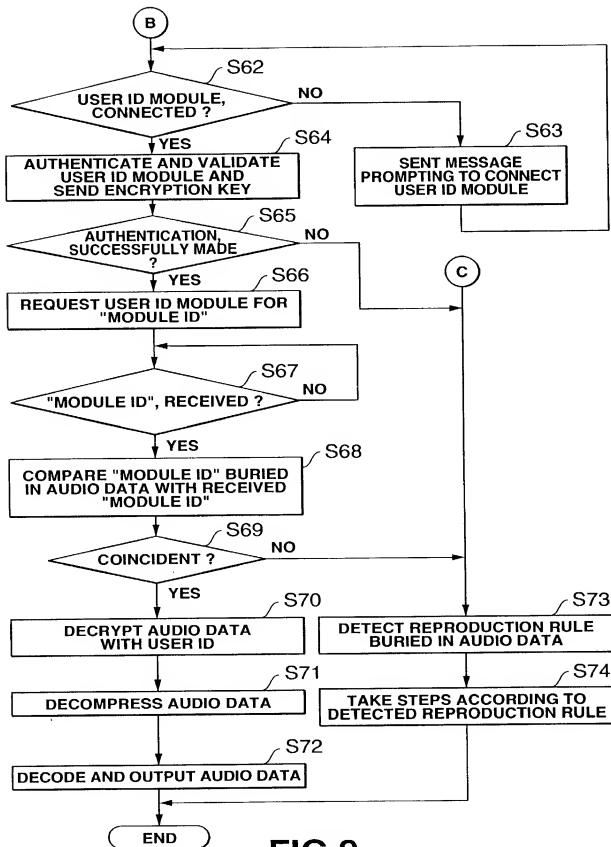 B
S62
USER ID MODULE,
CONNECTED ?
NO
YES
S63
SENT MESSAGE
PROMPTING TO CONNECT
USER ID MODULE
S64
AUTHENTICATE AND VALIDATE
USER ID MODULE AND
SEND ENCRYPTION KEY
S65
AUTHENTICATION,
SUCCESSFULLY MADE
?
NO
YES
C
S66
REQUEST USER ID MODULE FOR
"MODULE ID"
S67
"MODULE ID", RECEIVED ?
NO
YES
S68
COMPARE "MODULE ID" BURIED
IN AUDIO DATA WITH RECEIVED
"MODULE ID"
S69
COINCIDENT ?
NO
YES
S70
DECRYPT AUDIO DATA
WITH USER ID
S73
DETECT REPRODUCTION RULE
BURIED IN AUDIO DATA
S71
DECOMPRESS AUDIO DATA
S74
TAKE STEPS ACCORDING TO
DETECTED REPRODUCTION RULE
S72
DECODE AND OUTPUT AUDIO DATA
END